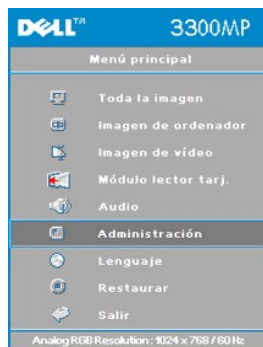 DELL™ 3300MP
Menú principal
Toda la imagen
Imagen de ordenador
Imagen de vídeo
Módulo lector tarj.
Audio
Administración
Lenguaje
Restaurar
Salir
Analog RGB Resolution : 1024 x 768 / 60 Hz